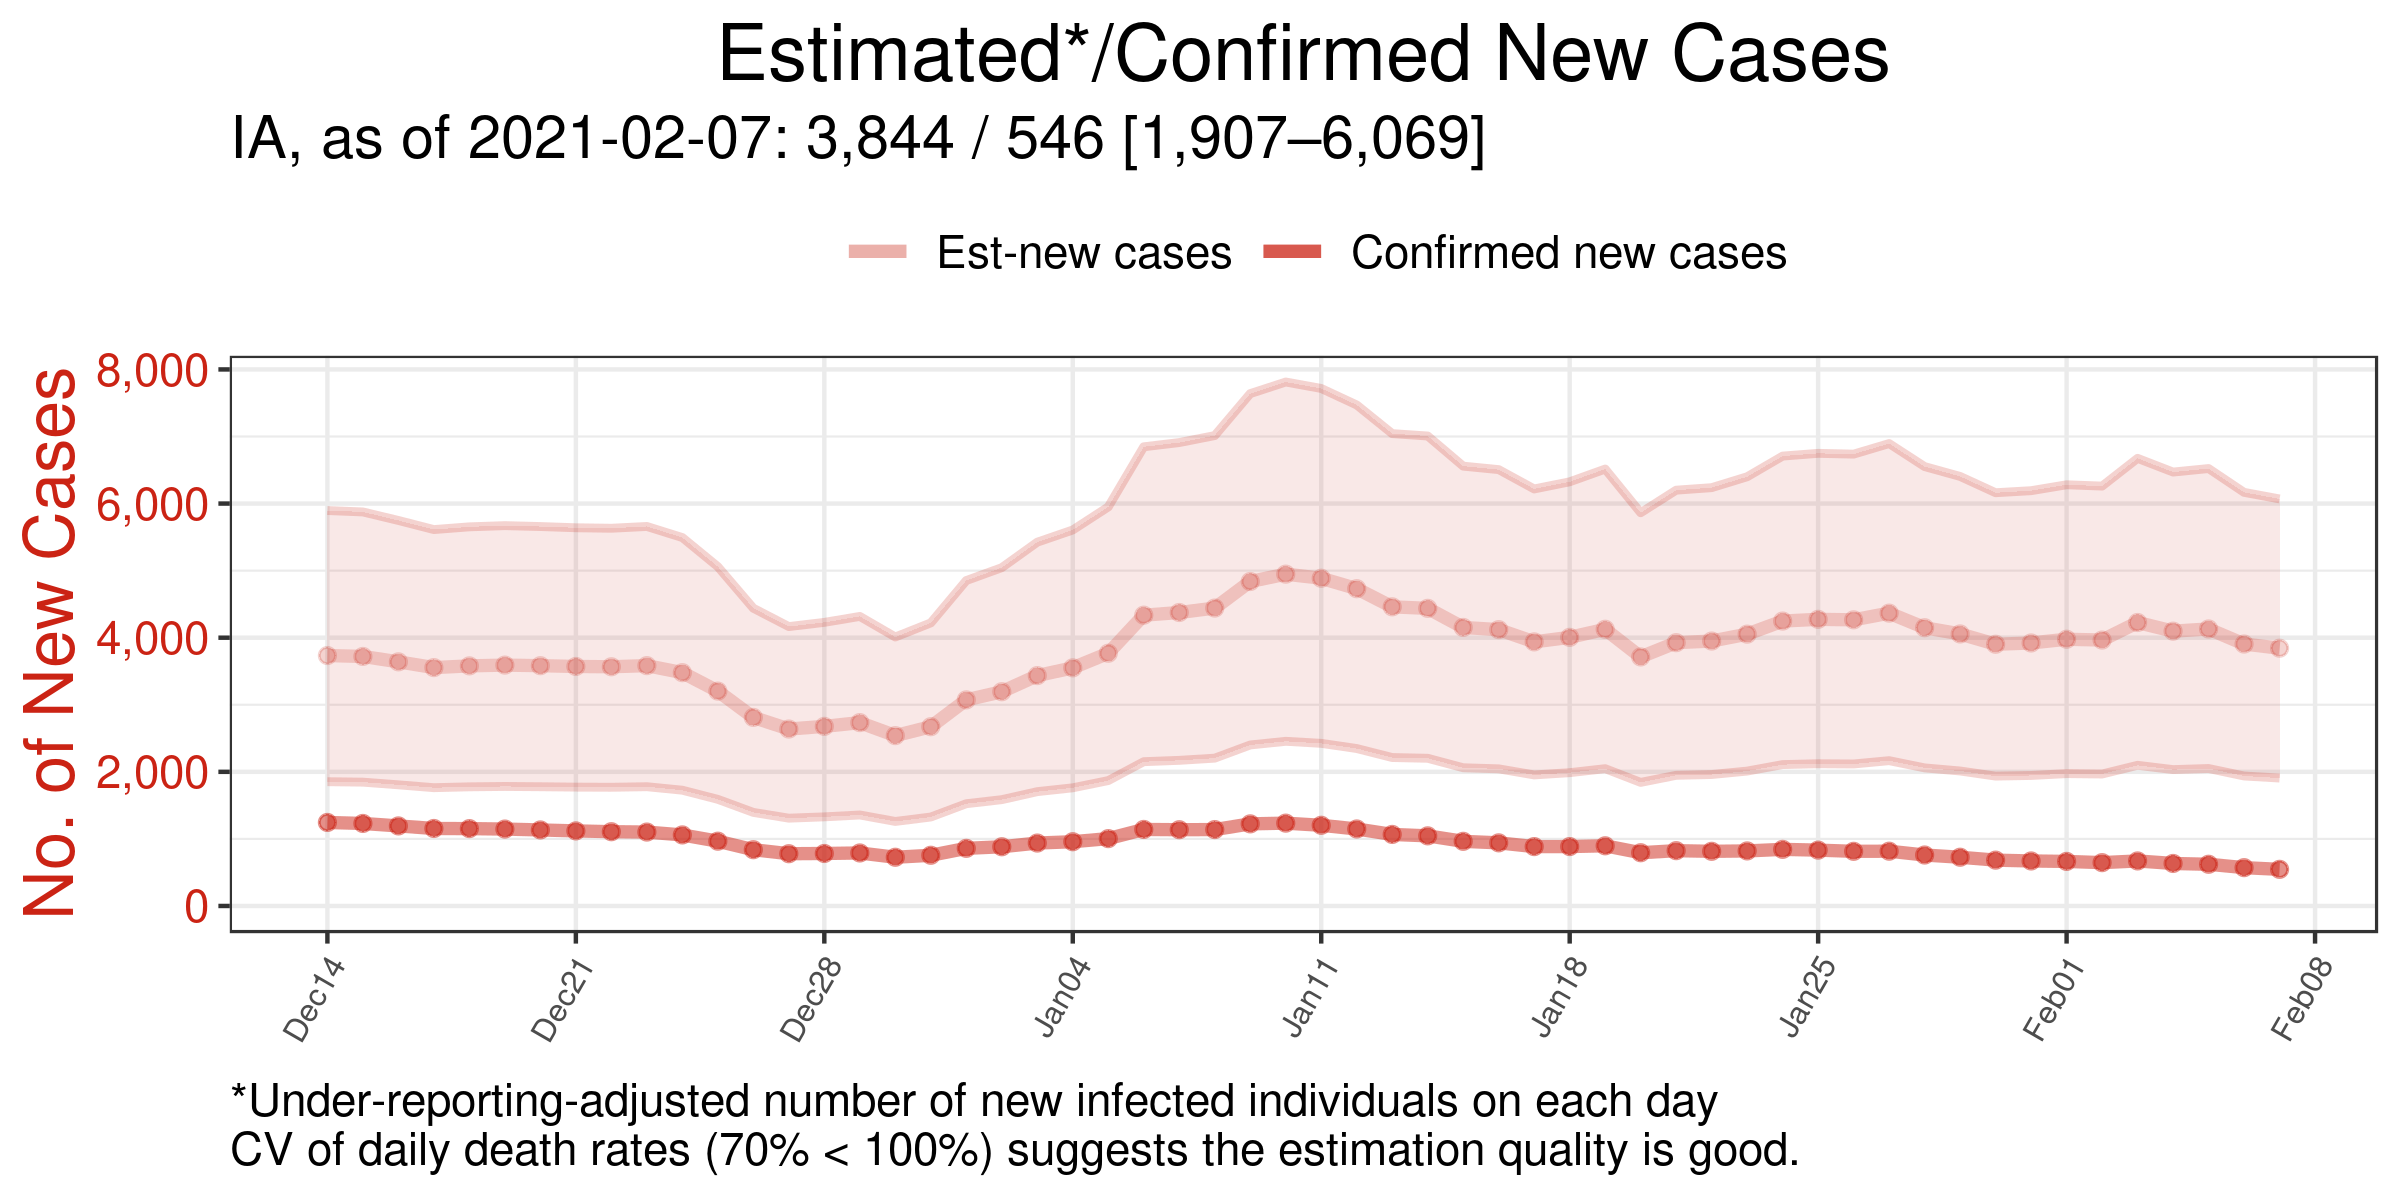 Estimated*/Confirmed New Cases
IA, as of 2021-02-07: 3,844 / 546 [1,907–6,069]
Est-new cases
Confirmed new cases
No. of New Cases
8,000
6,000
4,000
2,000
0
Dec14
Dec21
Dec28
Jan04
Jan11
Jan18
Jan25
Feb01
Feb08
*Under-reporting-adjusted number of new infected individuals on each day
CV of daily death rates (70% < 100%) suggests the estimation quality is good.